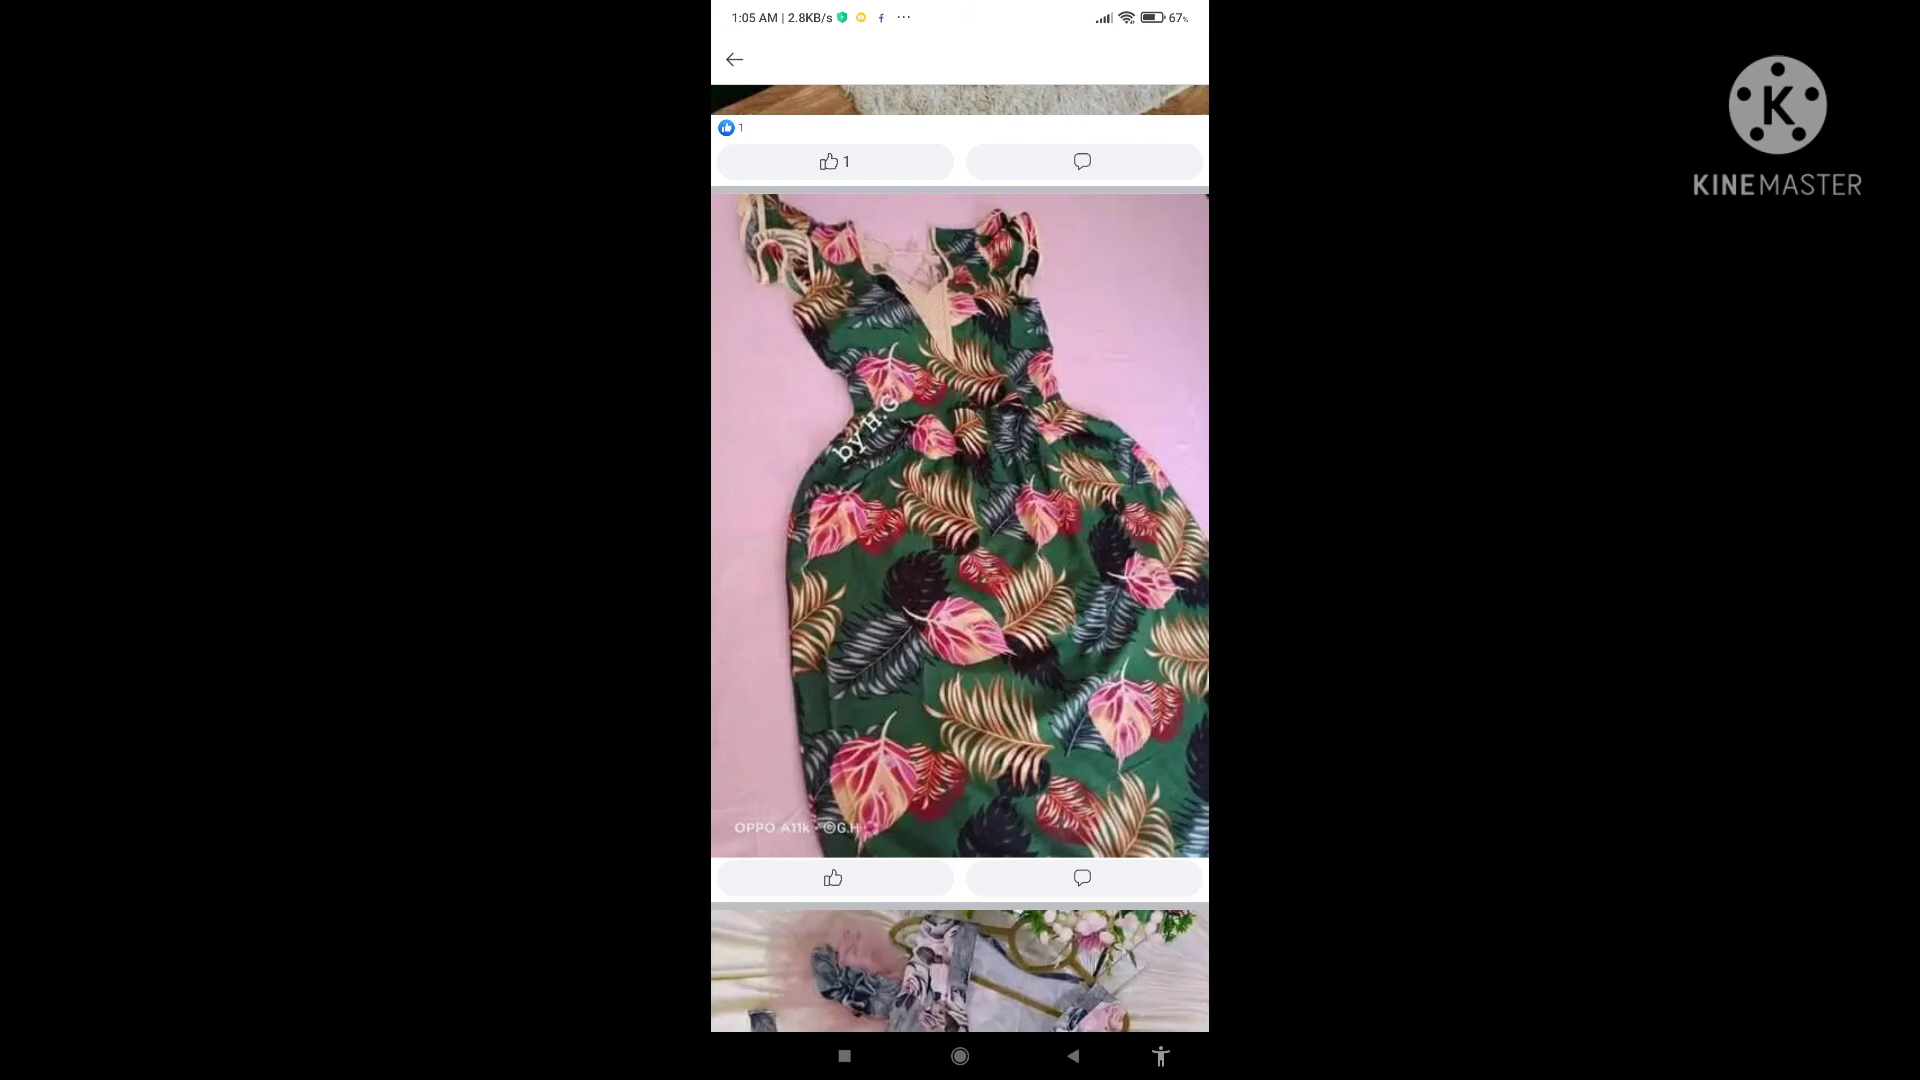 1:05 AM | 2.8KB/s f ...
67%
1
1
by H.G
OPPO A11k · ©G.H
K
KINEMASTER